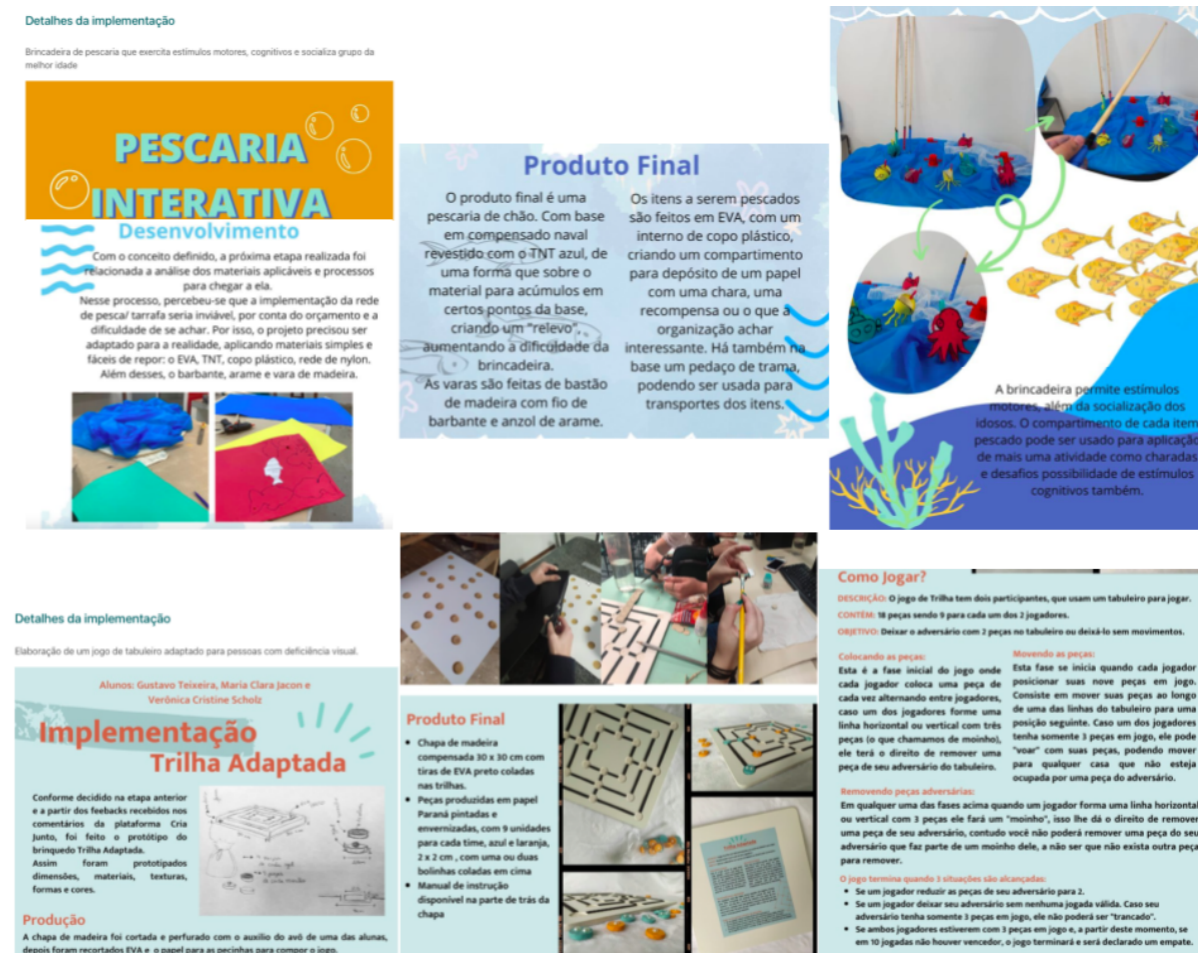 Detalhes da implementação
Brincadeira de pescaria que exercita estímulos motores, cognitivos e socializa grupo da
melhor idade
PESCARIA
INTERATIVA
Desenvolvimento
Com o conceito definido, a próxima etapa realizada foi
relacionada a análise dos materiais aplicáveis e processos
para chegar a ela.
Nesse processo, percebeu-se que a implementação da rede
de pesca/ tarrafa seria inviável, por conta do orçamento e a
dificuldade de se achar. Por isso, o projeto precisou ser
adaptado para a realidade, aplicando materiais simples e
fáceis de repor: o EVA, TNT, copo plástico, rede de nylon.
Além desses, o barbante, arame e vara de madeira.
Produto Final
O produto final é uma
pescaria de chão. Com base
em compensado naval
revestido com o TNT azul, de
uma forma que sobre o
material para acúmulos em
certos pontos da base,
criando um "relevo"
aumentando a dificuldade da
brincadeira.
As varas são feitas de bastão
de madeira com fio de
barbante e anzol de arame.
Os itens a serem pescados
são feitos em EVA, com um
interno de copo plástico,
criando um compartimento
para depósito de um papel
com uma chara, uma
recompensa ou o que a
organização achar
interessante. Há também na
base um pedaço de trama,
podendo ser usada para
transportes dos itens.
A brincadeira permite estímulos
motores, além da socialização dos
idosos. O compartimento de cada item
pescado pode ser usado para aplicação
de mais uma atividade como charadas
e desafios possibilidade de estímulos
cognitivos também.
Detalhes da implementação
Elaboração de um jogo de tabuleiro adaptado para pessoas com deficiência visual.
Alunos: Gustavo Teixeira, Maria Clara Jacon e
Verônica Cristine Scholz
Implementação
Trilha Adaptada
Conforme decidido na etapa anterior
e a partir dos feebacks recebidos nos
comentários da plataforma Cria
Junto, foi feito o protótipo do
brinquedo Trilha Adaptada.
Assim foram prototipados
dimensões, materiais, texturas,
formas e cores.
Produção
A chapa de madeira foi cortada e perfurado com o auxílio do avô de uma das alunas,
depois foram recortados EVA e o papel para as pecinhas para compor o jogo.
Produto Final
• Chapa de madeira
compensada 30 x 30 cm com
tiras de EVA preto coladas
nas trilhas.
• Peças produzidas em papel
Paraná pintadas e
envernizadas, com 9 unidades
para cada time, azul e laranja,
2 x 2 cm , com uma ou duas
bolinhas coladas em cima
• Manual de instrução
disponível na parte de trás da
chapa
Como Jogar?
DESCRIÇÃO: O jogo de Trilha tem dois participantes, que usam um tabuleiro para jogar.
CONTÉM: 18 peças sendo 9 para cada um dos 2 jogadores.
OBJETIVO: Deixar o adversário com 2 peças no tabuleiro ou deixá-lo sem movimentos.
Colocando as peças:
Esta é a fase inicial do jogo onde
cada jogador coloca uma peça de
cada vez alternando entre jogadores,
caso um dos jogadores forme uma
linha horizontal ou vertical com três
peças (o que chamamos de moinho),
ele terá o direito de remover uma
peça de seu adversário do tabuleiro.
Movendo as peças:
Esta fase se inicia quando cada jogador
posicionar suas nove peças em jogo.
Consiste em mover suas peças ao longo
de uma das linhas do tabuleiro para uma
posição seguinte. Caso um dos jogadores
tenha somente 3 peças em jogo, ele pode
"voar" com suas peças, podendo mover
para qualquer casa que não esteja
ocupada por uma peça do adversário.
Removendo peças adversárias:
Em qualquer uma das fases acima quando um jogador forma uma linha horizontal
ou vertical com 3 peças ele fará um "moinho", isso lhe dá o direito de remover
uma peça de seu adversário, contudo você não poderá remover uma peça do seu
adversário que faz parte de um moinho dele, a não ser que não exista outra peça
para remover.
O jogo termina quando 3 situações são alcançadas:
• Se um jogador reduzir as peças de seu adversário para 2.
• Se um jogador deixar seu adversário sem nenhuma jogada válida. Caso seu
adversário tenha somente 3 peças em jogo, ele não poderá ser "trancado".
• Se ambos jogadores estiverem com 3 peças em jogo e, a partir deste momento, se
em 10 jogadas não houver vencedor, o jogo terminará e será declarado um empate.